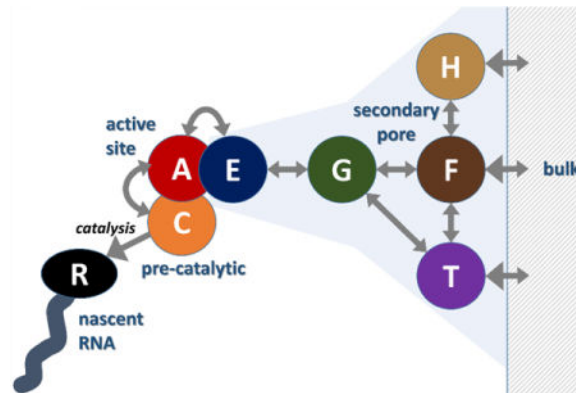 H
active
site
secondary
pore
A
E
G
F
bulk
C
catalysis
pre-catalytic
R
T
nascent
RNA